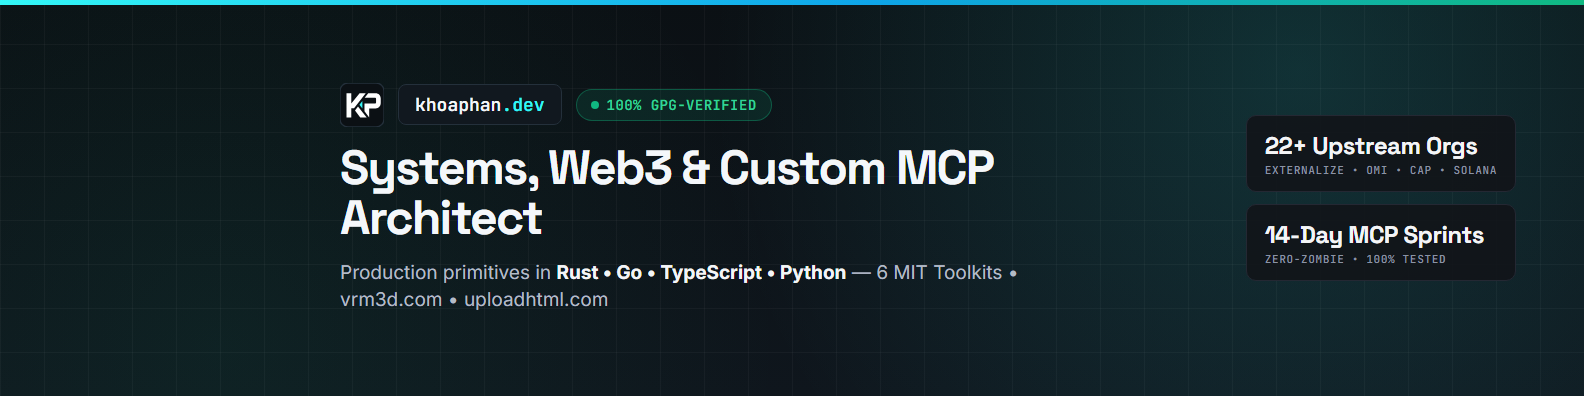 KP
khoaphan.dev
100% GPG-VERIFIED
Systems, Web3 & Custom MCP
Architect
Production primitives in Rust • Go • TypeScript • Python — 6 MIT Toolkits •
vrm3d.com • uploadhtml.com
22+ Upstream Orgs
EXTERNALIZE • OMI • CAP • SOLANA
14-Day MCP Sprints
ZERO-ZOMBIE • 100% TESTED